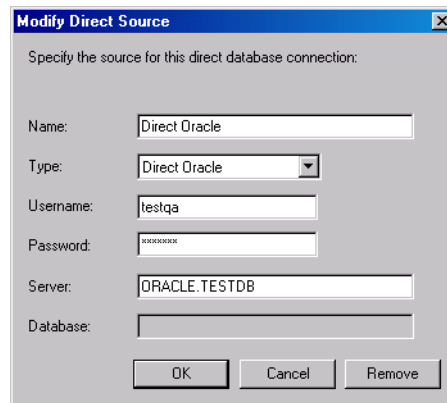 Modify Direct Source
Specify the source for this direct database connection:
Name: Direct Oracle
Type: Direct Oracle
Username: testqa
Password: *******
Server: ORACLE.TESTDB
Database:
OK Cancel Remove